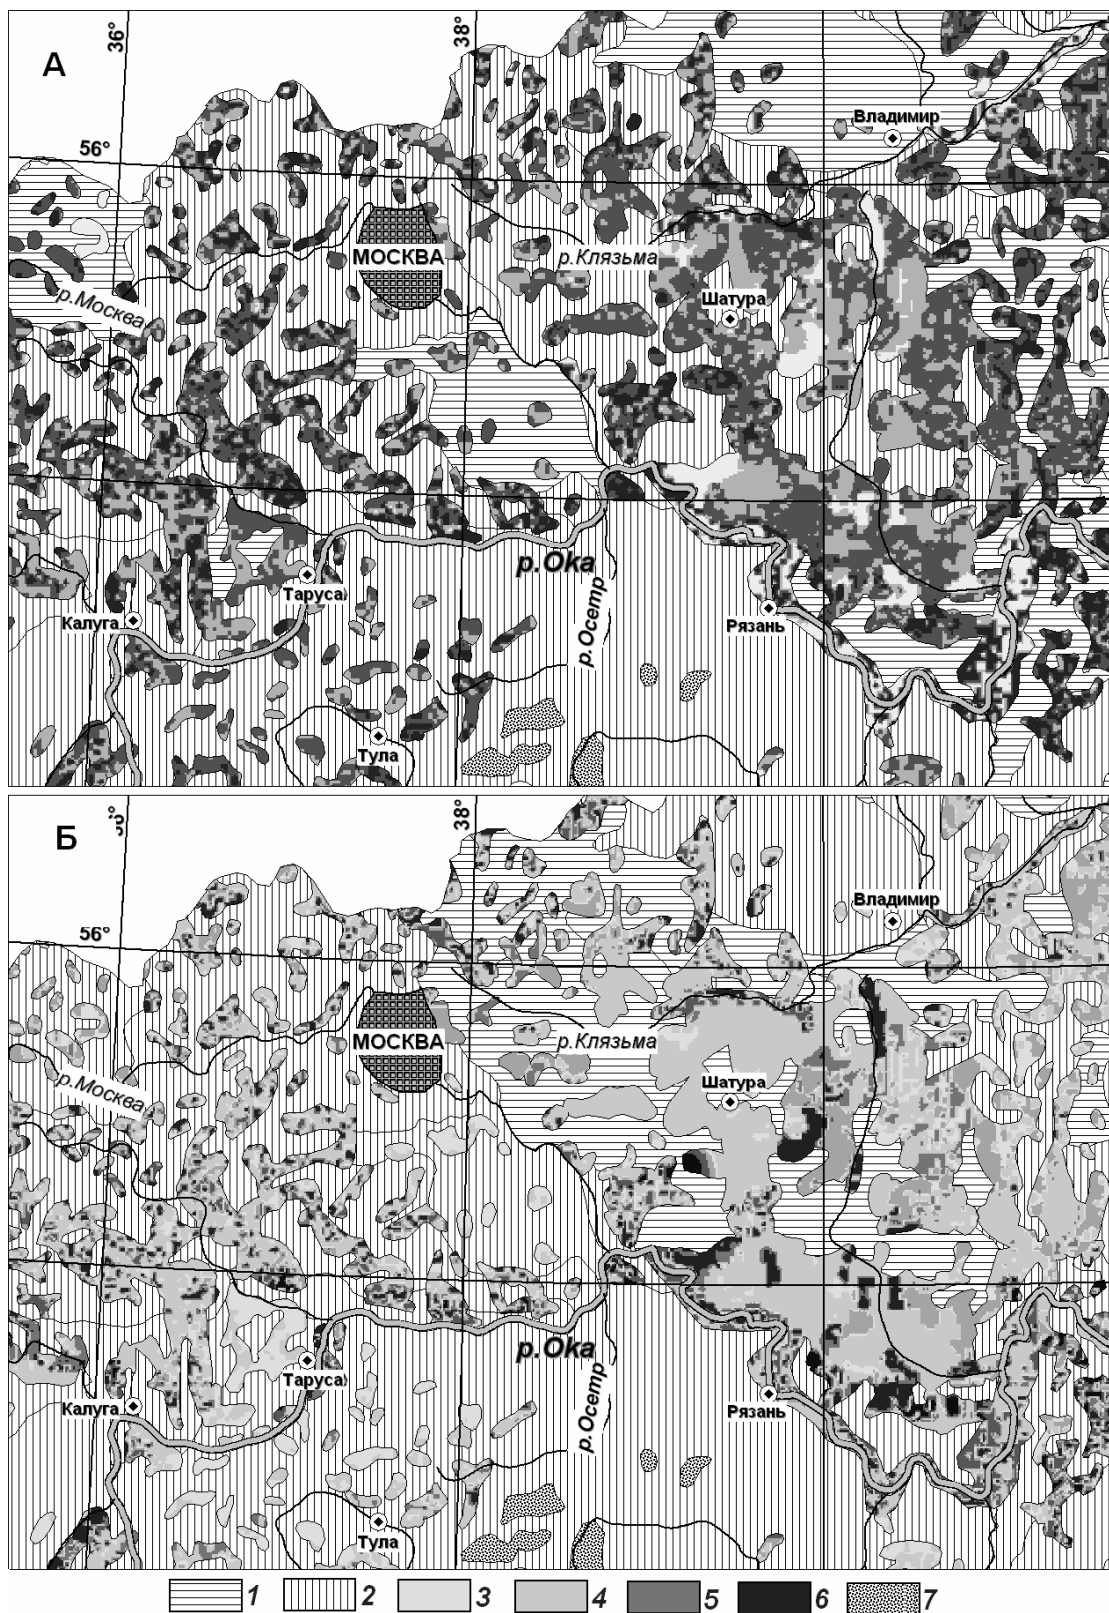 36°
38°
А
Владимир
56°
МОСКВА
р.Клязьма
р.Москва
Шатура
р.Ока
Таруса
р.Осетр
Калуга
Рязань
Тула
38°
Б
Владимир
56°
МОСКВА
р.Клязьма
р.Москва
Шатура
р.Ока
Таруса
р.Осетр
Калуга
Рязань
Тула
1 2 3 4 5 6 7